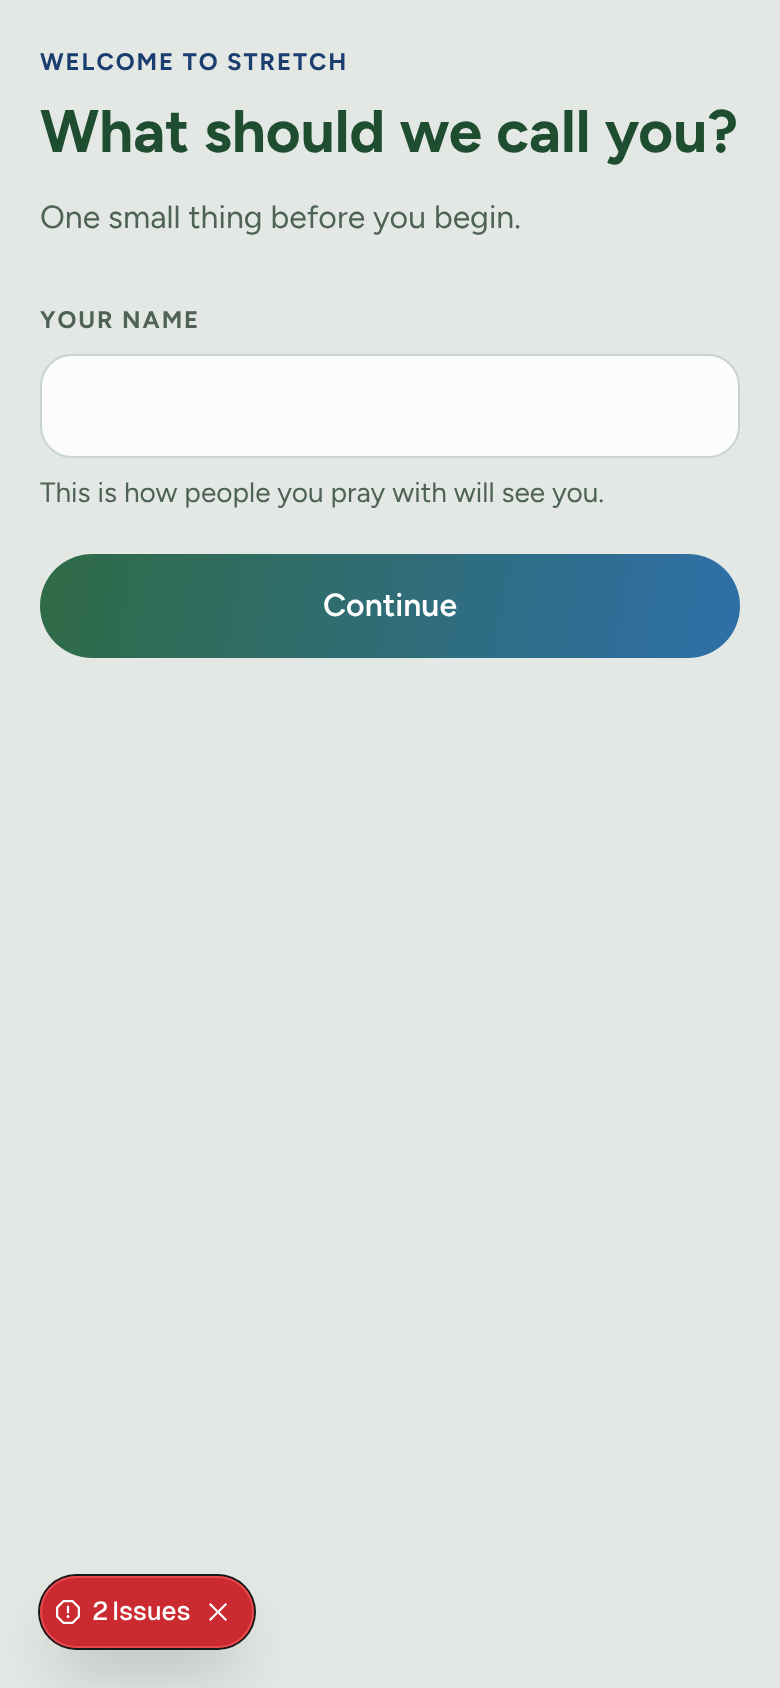 WELCOME TO STRETCH
What should we call you?
One small thing before you begin.
YOUR NAME
This is how people you pray with will see you.
Continue
2 Issues